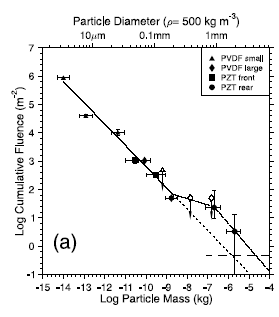 Particle Diameter (ρ= 500 kg m⁻³)
10μm 0.1mm 1mm
PVDF small
PVDF large
PZT front
PZT rear
Log Cumulative Fluence (m⁻²)
6
5
4
3
2
1
0
-1
(a)
-15 -14 -13 -12 -11 -10 -9 -8 -7 -6 -5 -4
Log Particle Mass (kg)